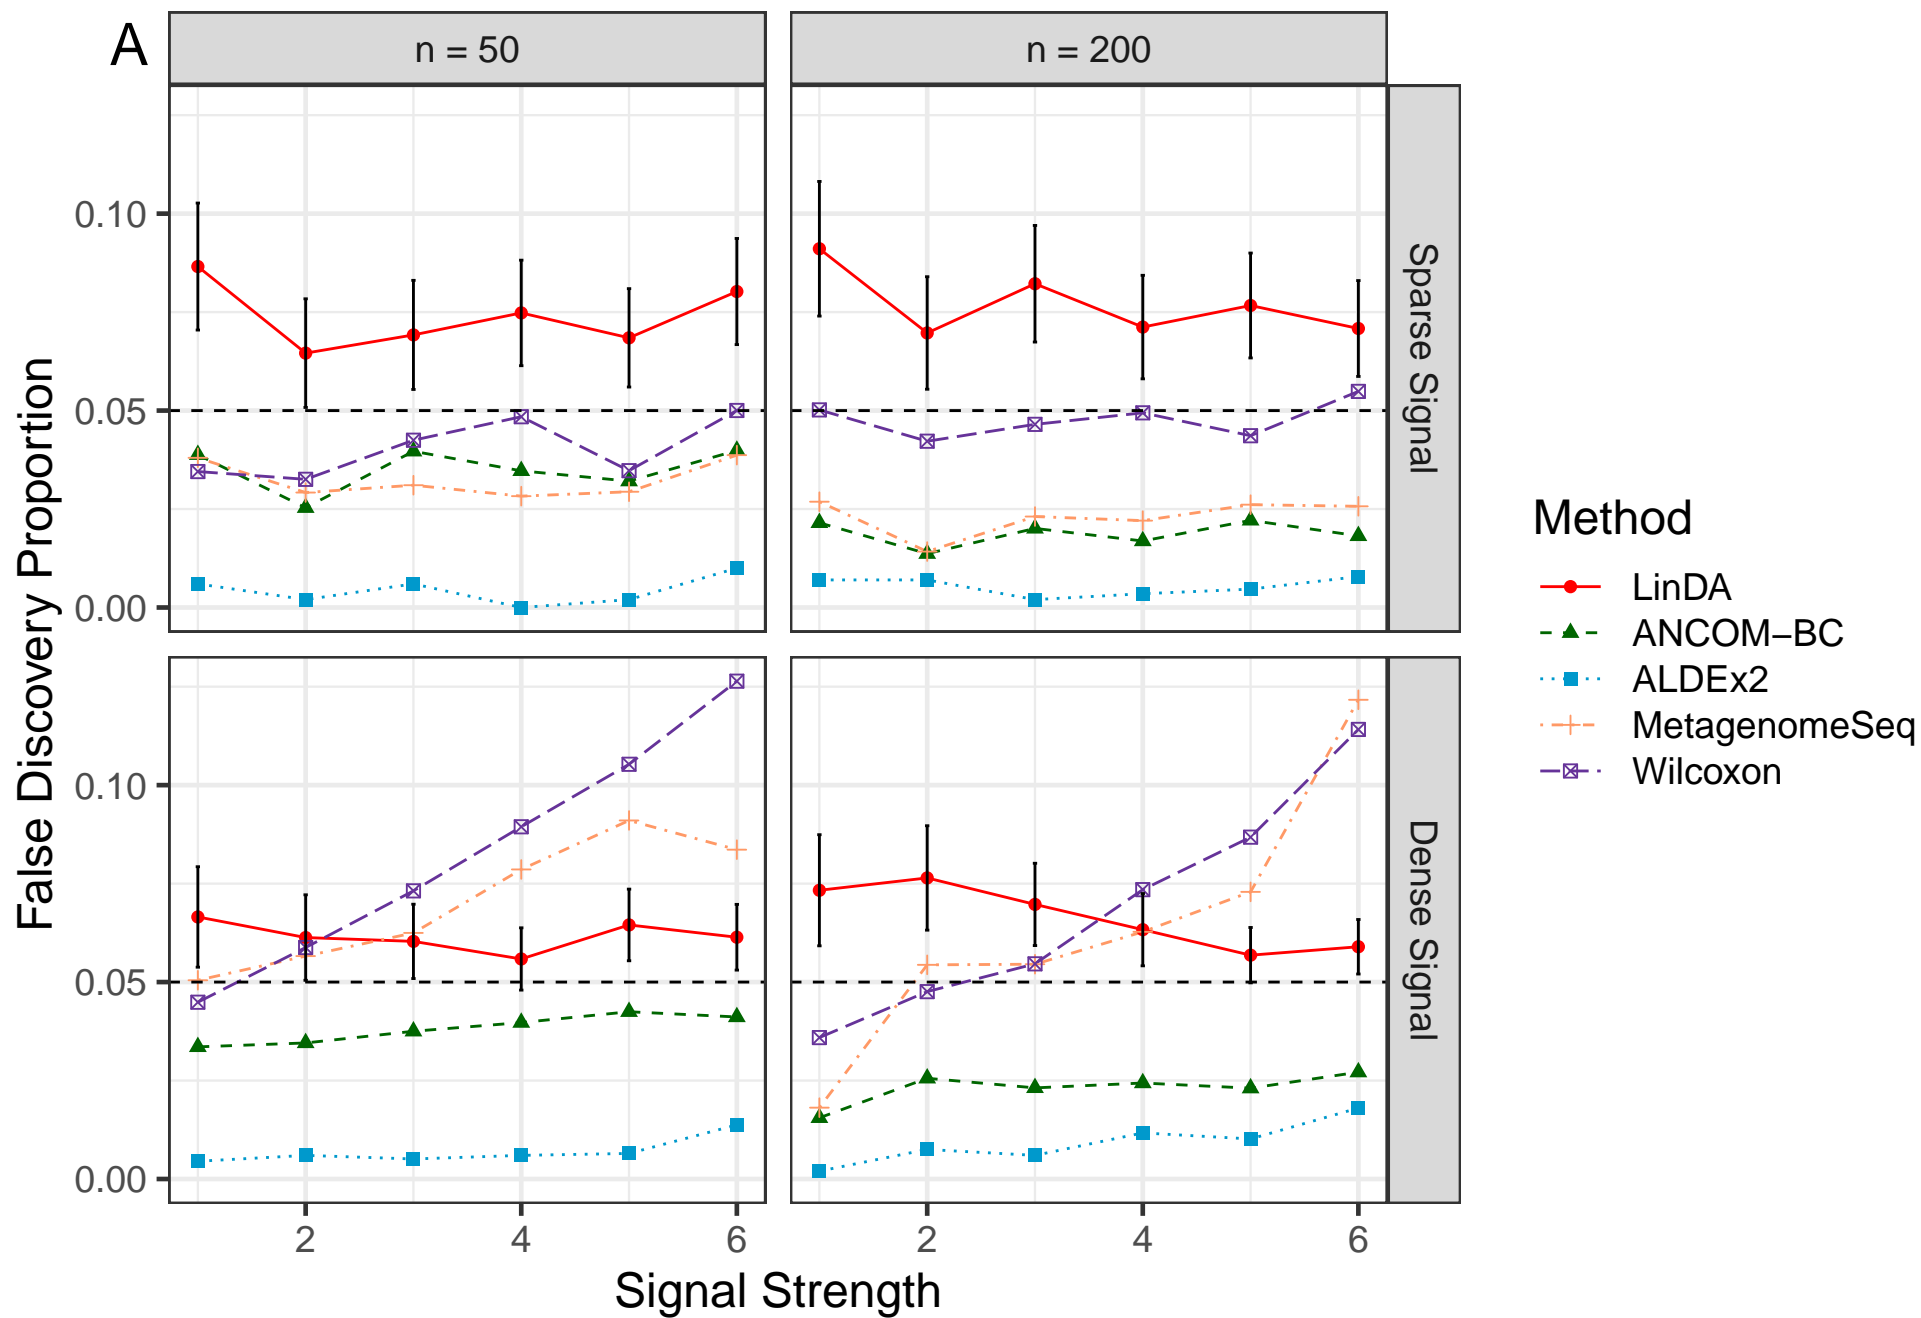 A
n = 50
n = 200
0.10
0.05
0.00
Sparse Signal
False Discovery Proportion
0.10
0.05
0.00
Dense Signal
2
4
6
2
4
6
Signal Strength
Method
LinDA
ANCOM−BC
ALDEx2
MetagenomeSeq
Wilcoxon